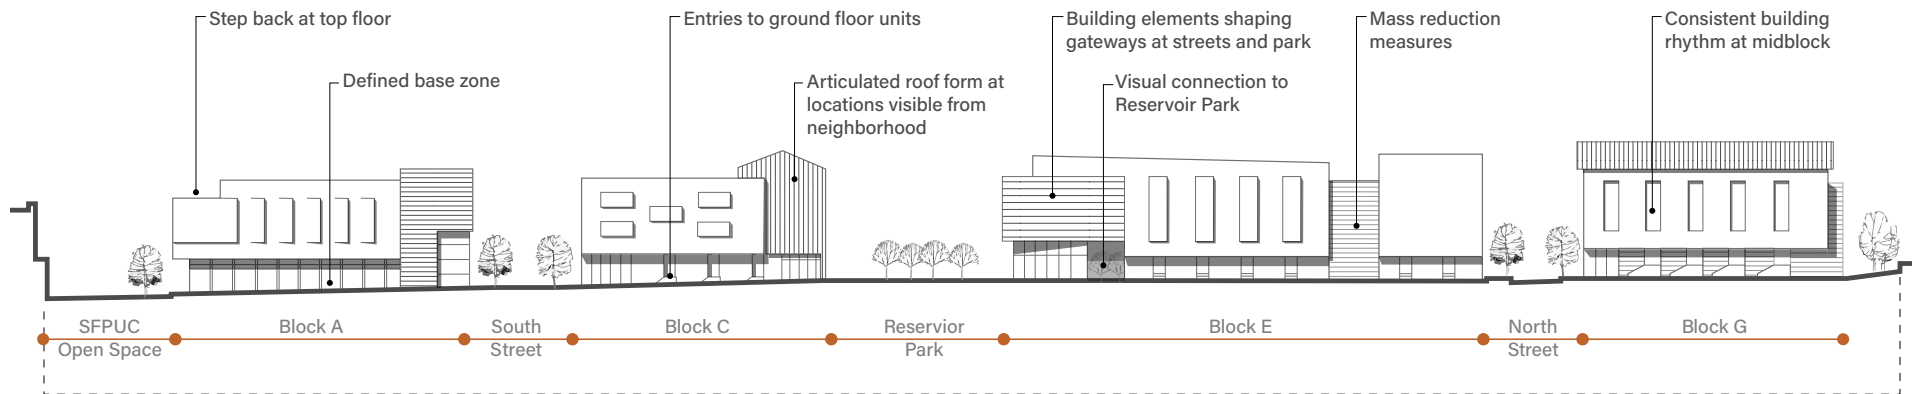 Step back at top floor
Defined base zone
Entries to ground floor units
Articulated roof form at
locations visible from
neighborhood
Building elements shaping
gateways at streets and park
Visual connection to
Reservoir Park
Mass reduction
measures
Consistent building
rhythm at midblock
SFPUC
Open Space
Block A
South
Street
Block C
Reservior
Park
Block E
North
Street
Block G